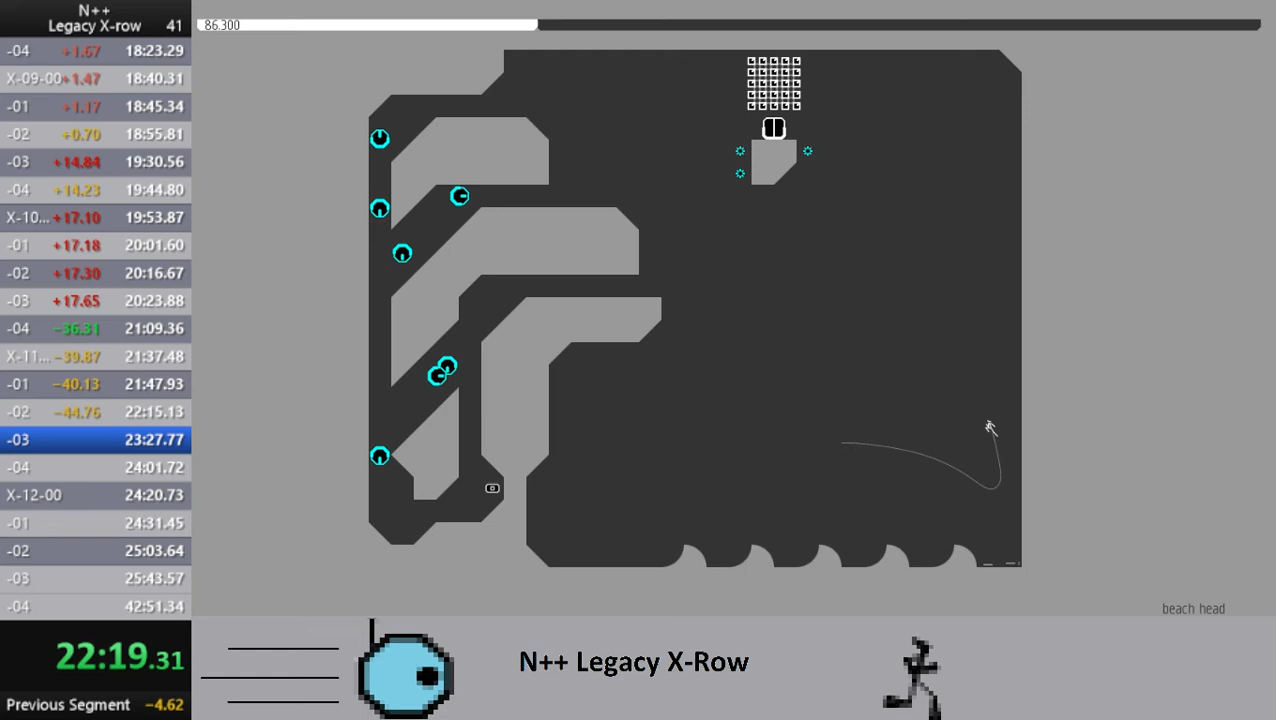 N++
Legacy X-row 41
-04 +1.67 18:23.29
X-09-00 +1.47 18:40.31
-01 +1.17 18:45.34
-02 +0.70 18:55.81
-03 +14.84 19:30.56
-04 +14.23 19:44.80
X-10... +17.10 19:53.87
-01 +17.18 20:01.60
-02 +17.30 20:16.67
-03 +17.65 20:23.88
-04 −36.31 21:09.36
X-11... −39.87 21:37.48
-01 −40.13 21:47.93
-02 −44.76 22:15.13
-03 23:27.77
-04 24:01.72
X-12-00 24:20.73
-01 24:31.45
-02 25:03.64
-03 25:43.57
-04 42:51.34
22:19.31
Previous Segment −4.62
86.300
beach head
N++ Legacy X-Row